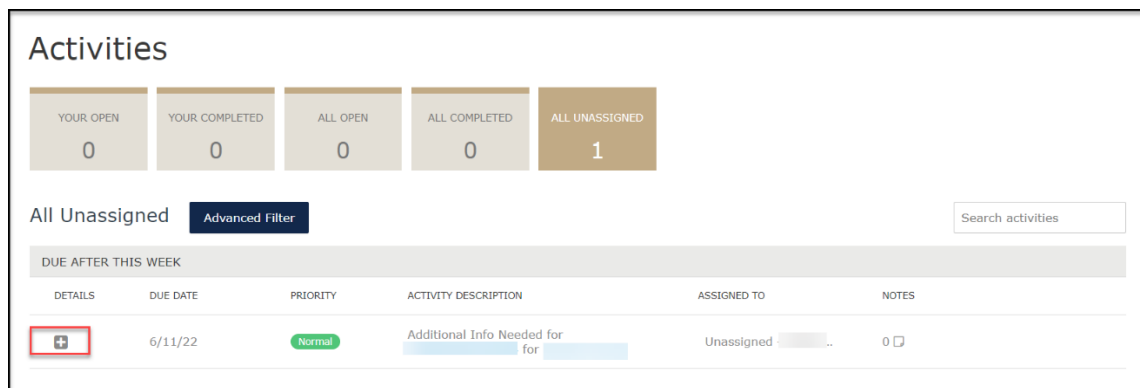 Activities
YOUR OPEN YOUR COMPLETED ALL OPEN ALL COMPLETED ALL UNASSIGNED
0 0 0 0 1
All Unassigned Advanced Filter Search activities
DUE AFTER THIS WEEK
DETAILS DUE DATE PRIORITY ACTIVITY DESCRIPTION ASSIGNED TO NOTES
6/11/22 Normal Additional Info Needed for Unassigned - .. 0
for